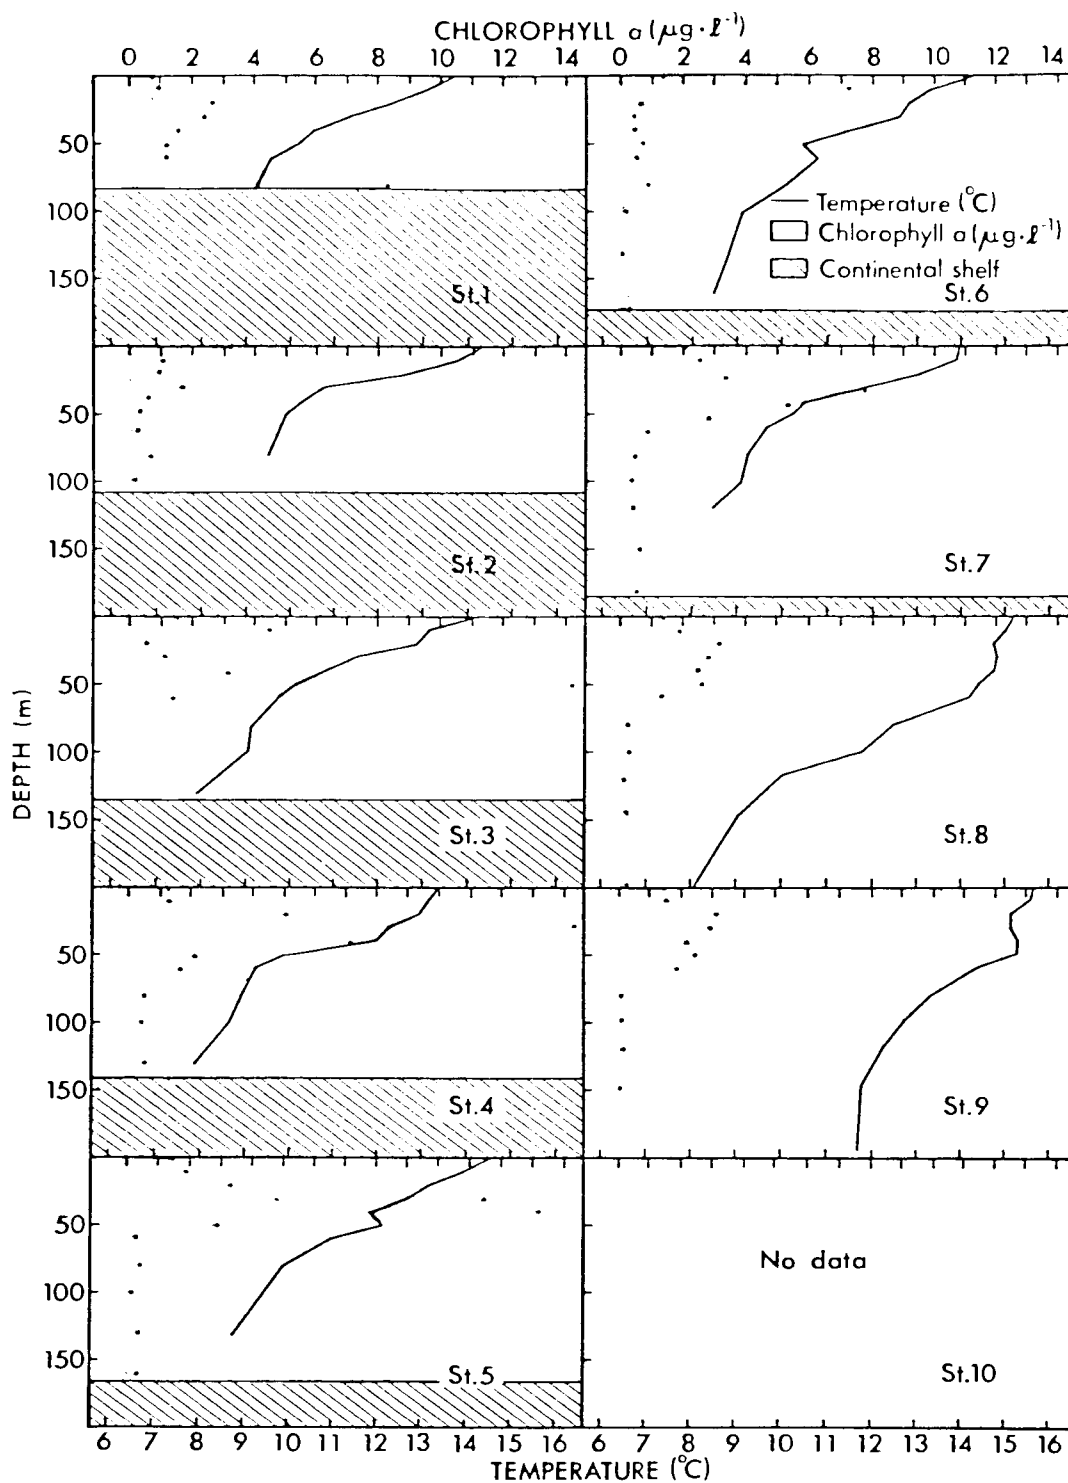 CHLOROPHYLL a (μg·ℓ⁻¹)
0 2 4 6 8 10 12 14 0 2 4 6 8 10 12 14
50
100
150
St.1
Temperature (°C)
Chlorophyll a (μg·ℓ⁻¹)
Continental shelf
St.6
50
100
150
St.2
St.7
DEPTH (m)
50
100
150
St.3
St.8
50
100
150
St.4
St.9
50
100
150
St.5
No data
St.10
6 7 8 9 10 11 12 13 14 16 6 7 8 9 10 11 12 13 14 15 16
TEMPERATURE (°C)